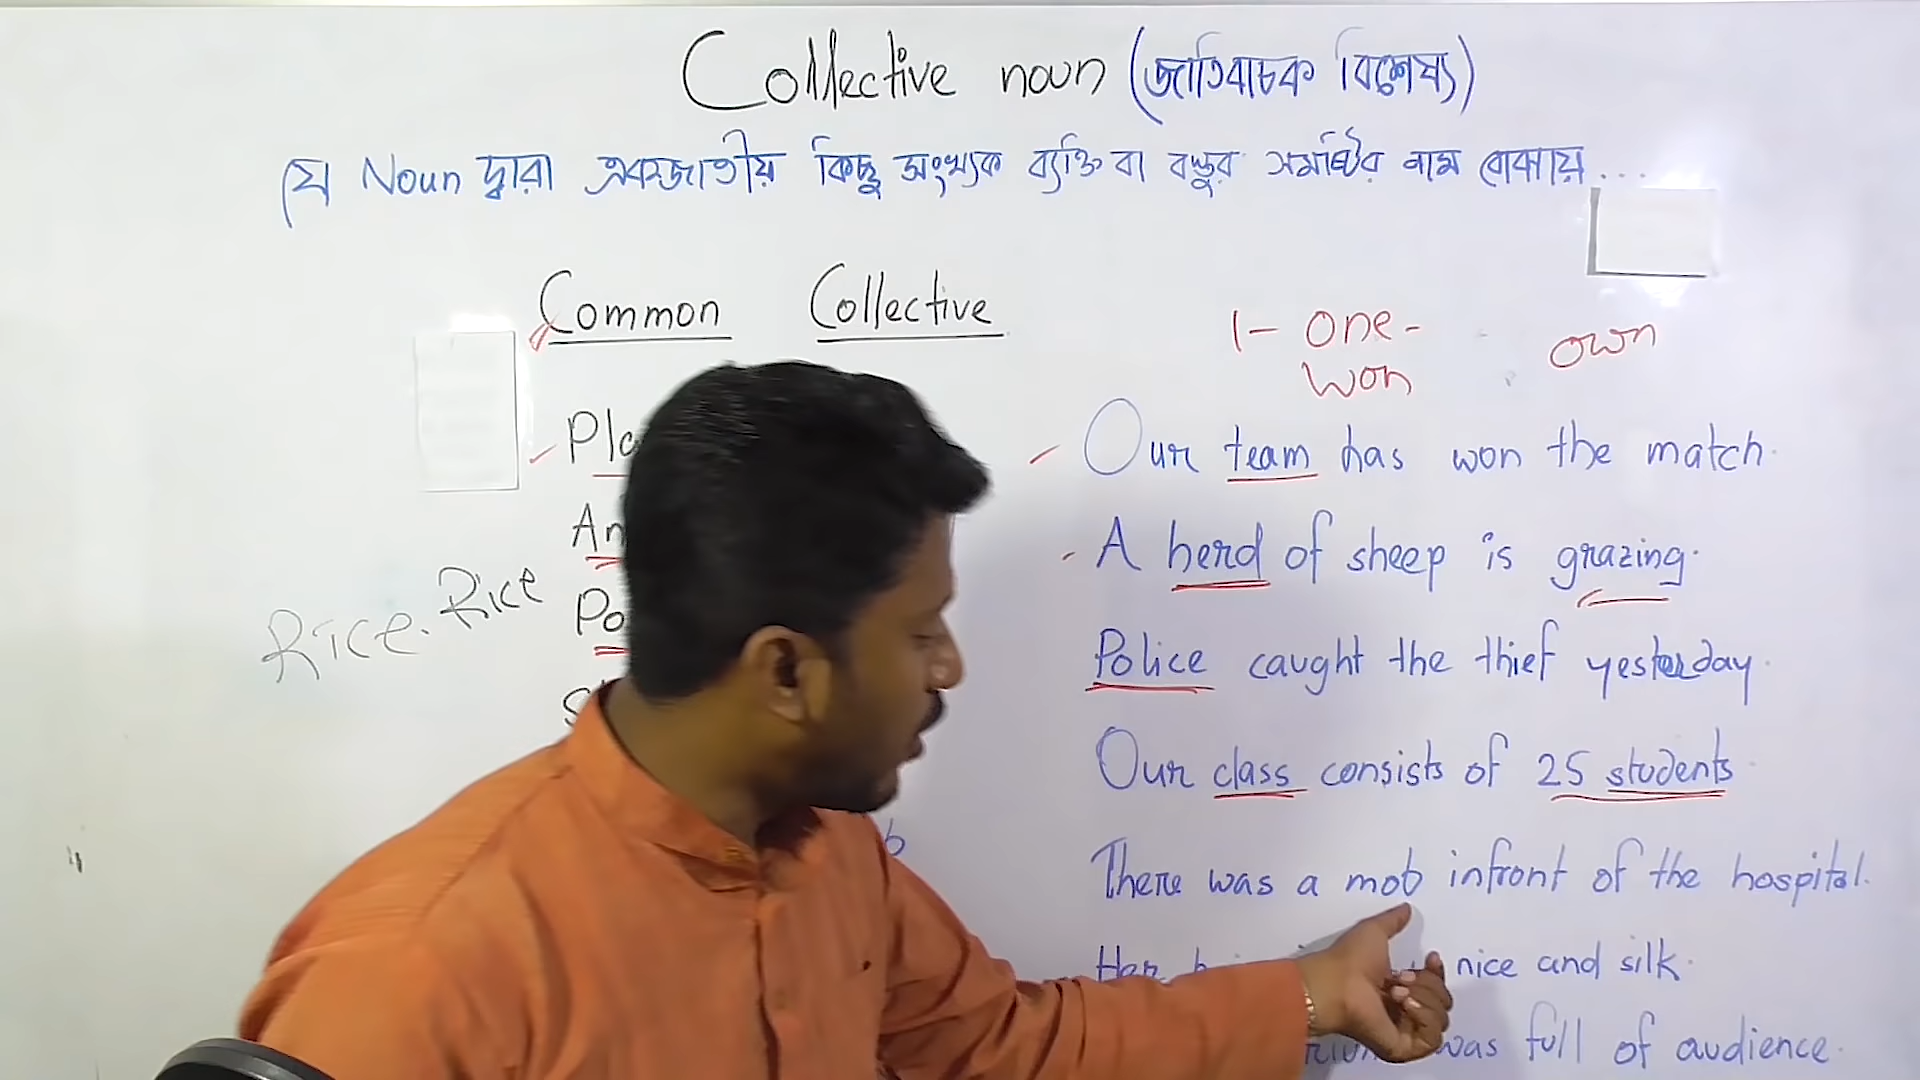 Collective noun (জাতিবাচক বিশেষ্য)
যে Noun দ্বারা একজাতীয় কিছু সংখ্যক ব্যক্তি বা বস্তুর সমষ্টির নাম বোঝায় ...
Common Collective
1- one- own
won
Our team has won the match.
A herd of sheep is grazing.
Rice. Rice
Police caught the thief yesterday.
Our class consists of 25 students
There was a mob infront of the hospital.
Her nice and silk.
was full of audience.